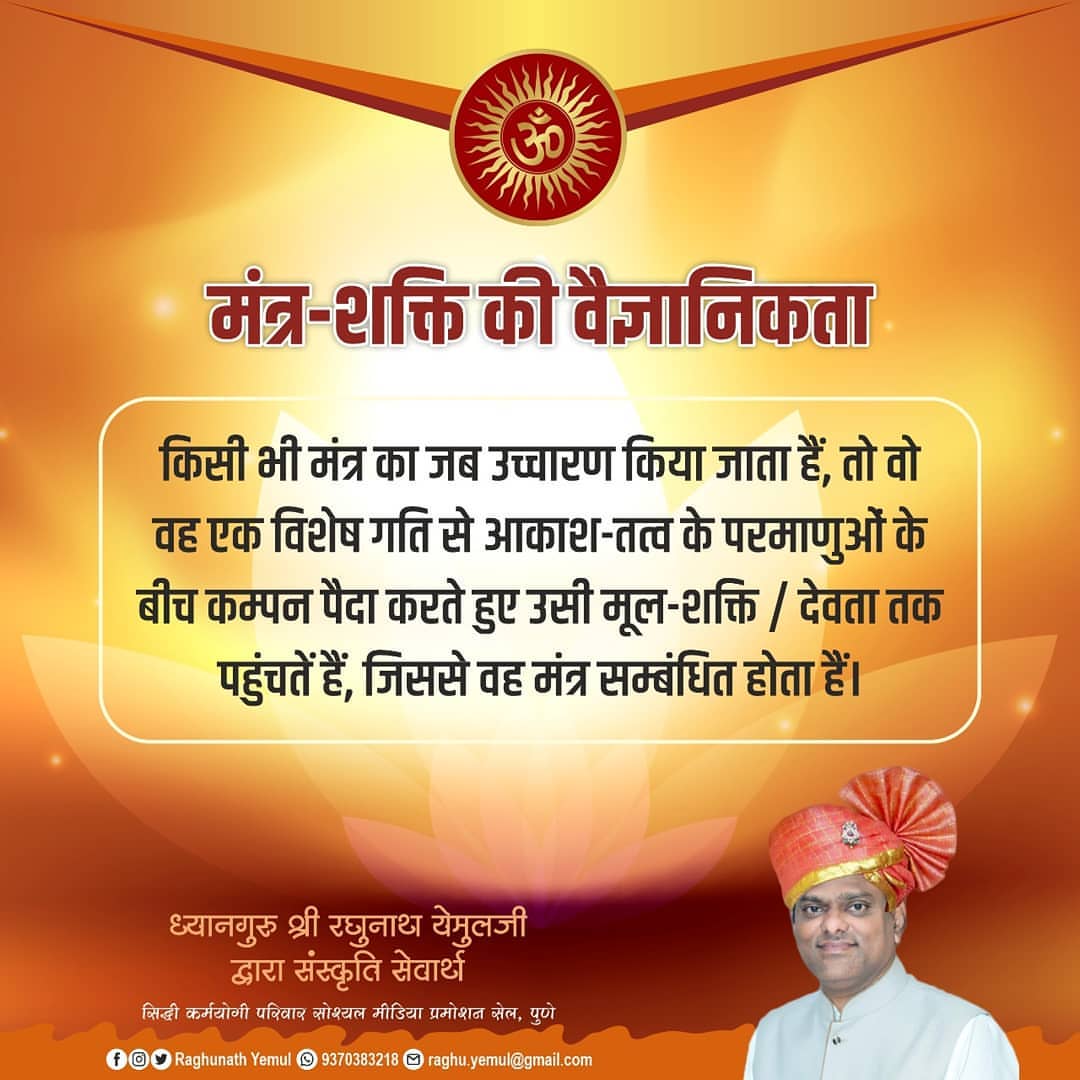 ॐ
मंत्र-शक्ति की वैज्ञानिकता
किसी भी मंत्र का जब उच्चारण किया जाता हैं, तो वो
वह एक विशेष गति से आकाश-तत्व के परमाणुओं के
बीच कम्पन पैदा करते हुए उसी मूल-शक्ति / देवता तक
पहुंचतें हैं, जिससे वह मंत्र सम्बंधित होता हैं।
ध्यानगुरु श्री रघुनाथ येमुलजी
द्वारा संस्कृति सेवार्थ
सिद्धी कर्मयोगी परिवार सोश्यल मीडिया प्रमोशन सेल, पुणे
Raghunath Yemul 9370383218 raghu.yemul@gmail.com